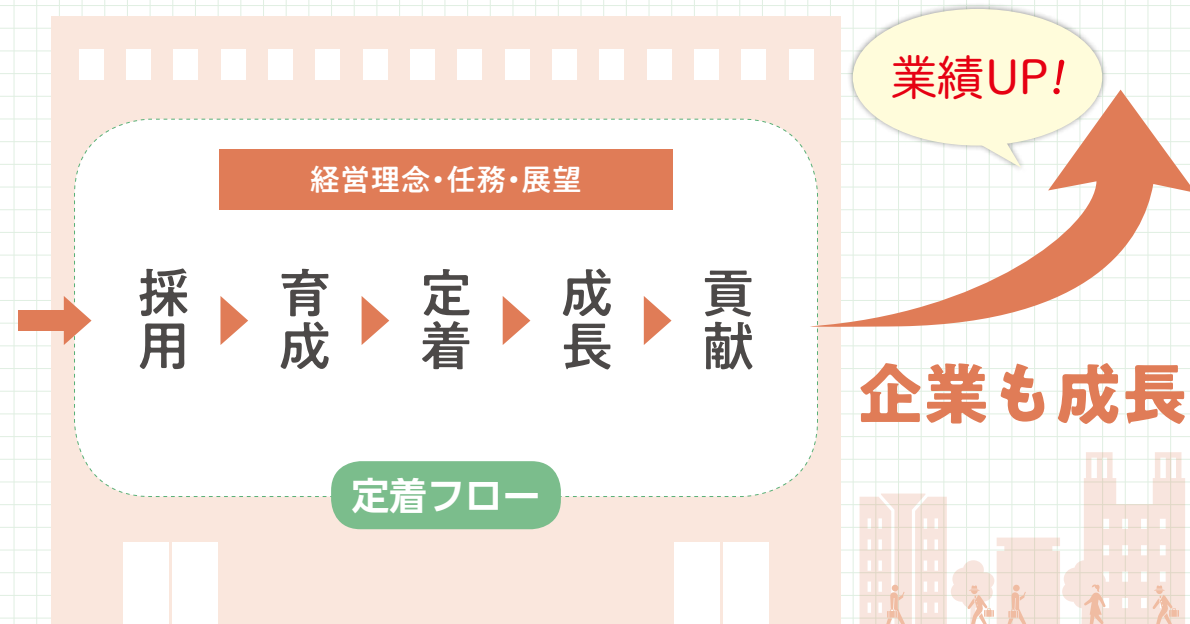 業績UP!
経営理念・任務・展望
採用
育成
定着
成長
貢献
企業も成長
定着フロー